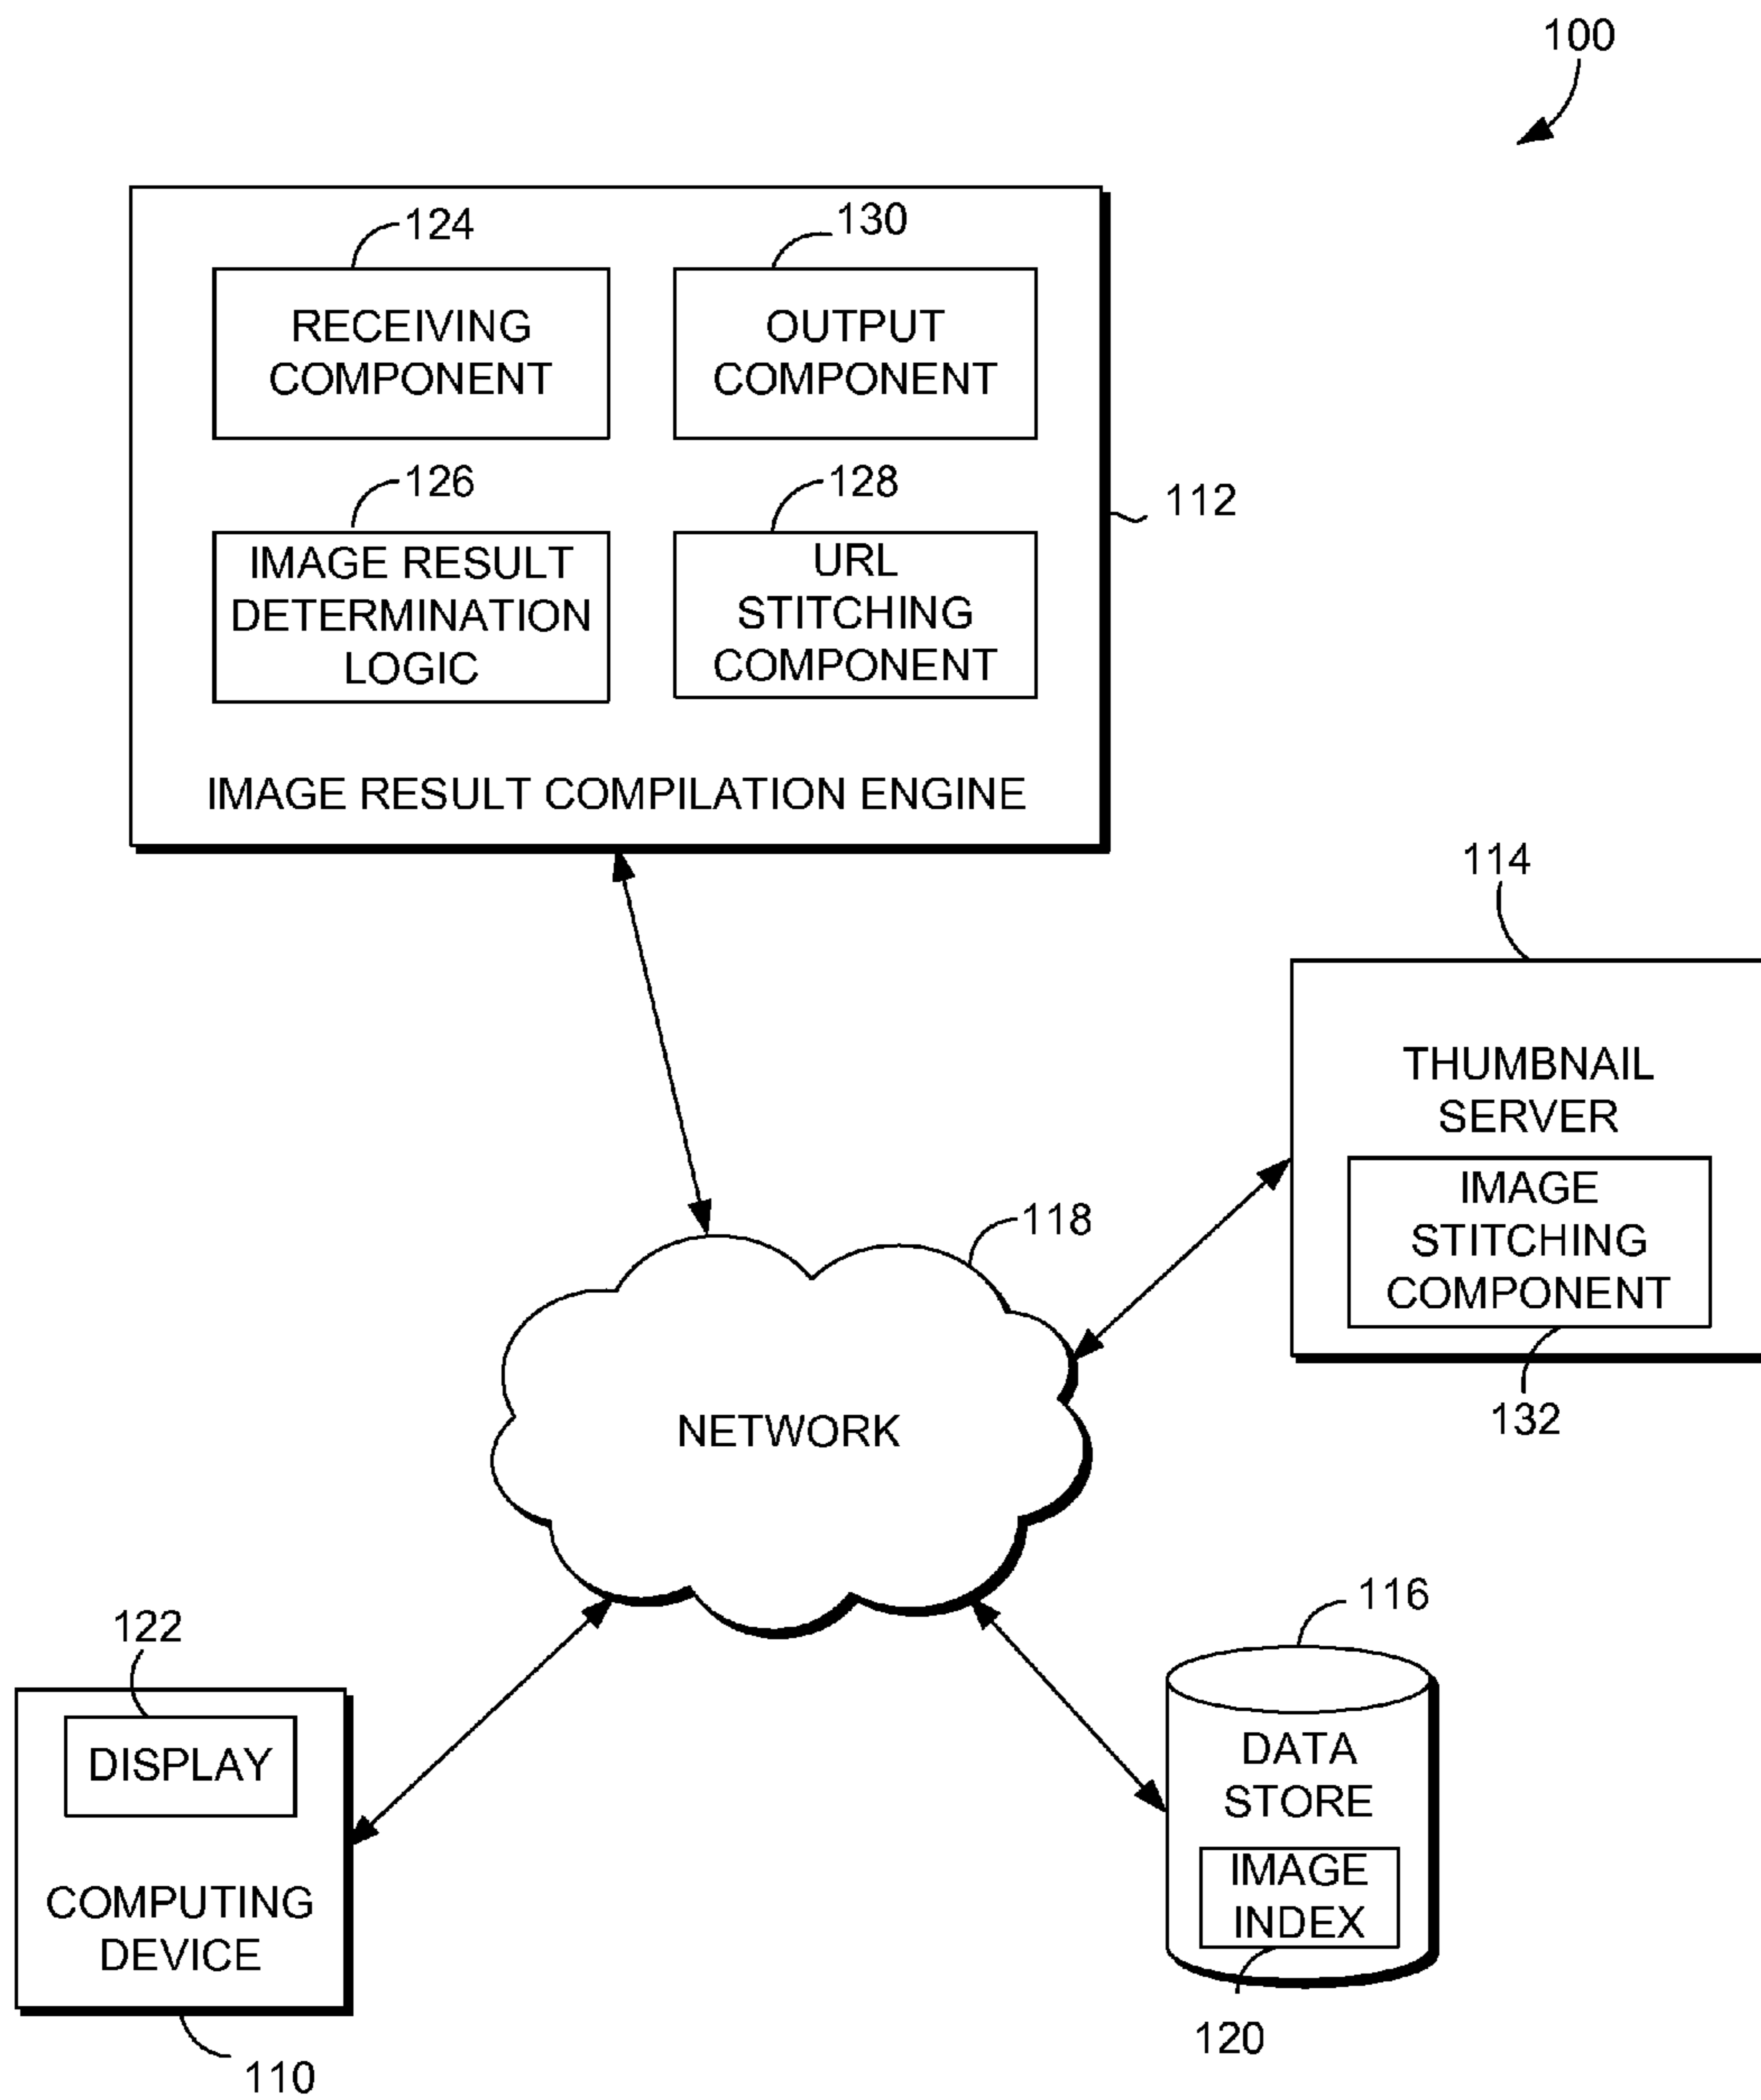 100
124
130
RECEIVING
COMPONENT
OUTPUT
COMPONENT
126
128
112
IMAGE RESULT
DETERMINATION
LOGIC
URL
STITCHING
COMPONENT
IMAGE RESULT COMPILATION ENGINE
114
THUMBNAIL
SERVER
IMAGE
STITCHING
COMPONENT
132
118
NETWORK
116
DATA
STORE
IMAGE
INDEX
120
122
DISPLAY
COMPUTING
DEVICE
110